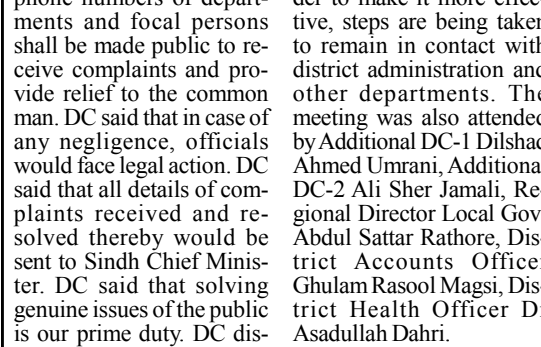 phone numbers of depart-
ments and focal persons
shall be made public to re-
ceive complaints and pro-
vide relief to the common
man. DC said that in case of
any negligence, officials
would face legal action. DC
said that all details of com-
plaints received and re-
solved thereby would be
sent to Sindh Chief Minis-
ter. DC said that solving
genuine issues of the public
is our prime duty. DC dis-
der to make it more effec-
tive, steps are being taken
to remain in contact with
district administration and
other departments. The
meeting was also attended
by Additional DC-1 Dilshad
Ahmed Umrani, Additional
DC-2 Ali Sher Jamali, Re-
gional Director Local Gov
Abdul Sattar Rathore, Dis-
trict Accounts Officer
Ghulam Rasool Magsi, Dis-
trict Health Officer Dr
Asadullah Dahri.